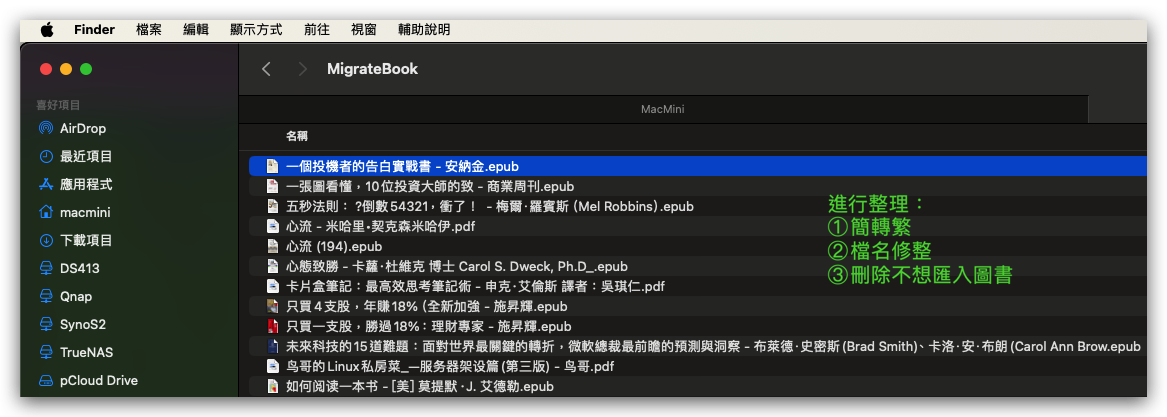 Finder 檔案 編輯 顯示方式 前往 視窗 輔助說明
MigrateBook
MacMini
喜好項目
AirDrop
最近項目
應用程式
macmini
下載項目
DS413
Qnap
SynoS2
TrueNAS
pCloud Drive
名稱
一個投機者的告白實戰書 - 安納金.epub
一張圖看懂，10位投資大師的致 - 商業周刊.epub
五秒法則： ?倒數54321，衝了！ - 梅爾·羅賓斯 (Mel Robbins).epub
心流 - 米哈里•契克森米哈伊.pdf
心流 (194).epub
心態致勝 - 卡蘿·杜維克 博士 Carol S. Dweck, Ph.D_.epub
卡片盒筆記：最高效思考筆記術 - 申克·艾倫斯 譯者：吳琪仁.pdf
只買4支股，年賺18% (全新加強 - 施昇輝.epub
只買一支股，勝過18%：理財專家 - 施昇輝.epub
未來科技的15道難題：面對世界最關鍵的轉折，微軟總裁最前瞻的預測與洞察 - 布萊德·史密斯(Brad Smith)、卡洛·安·布朗(Carol Ann Brow.epub
鸟哥的Linux私房菜_—服务器架设篇(第三版) - 鸟哥.pdf
如何阅读一本书 - [美] 莫提默·J. 艾德勒.epub
進行整理：
①簡轉繁
②檔名修整
③刪除不想匯入圖書